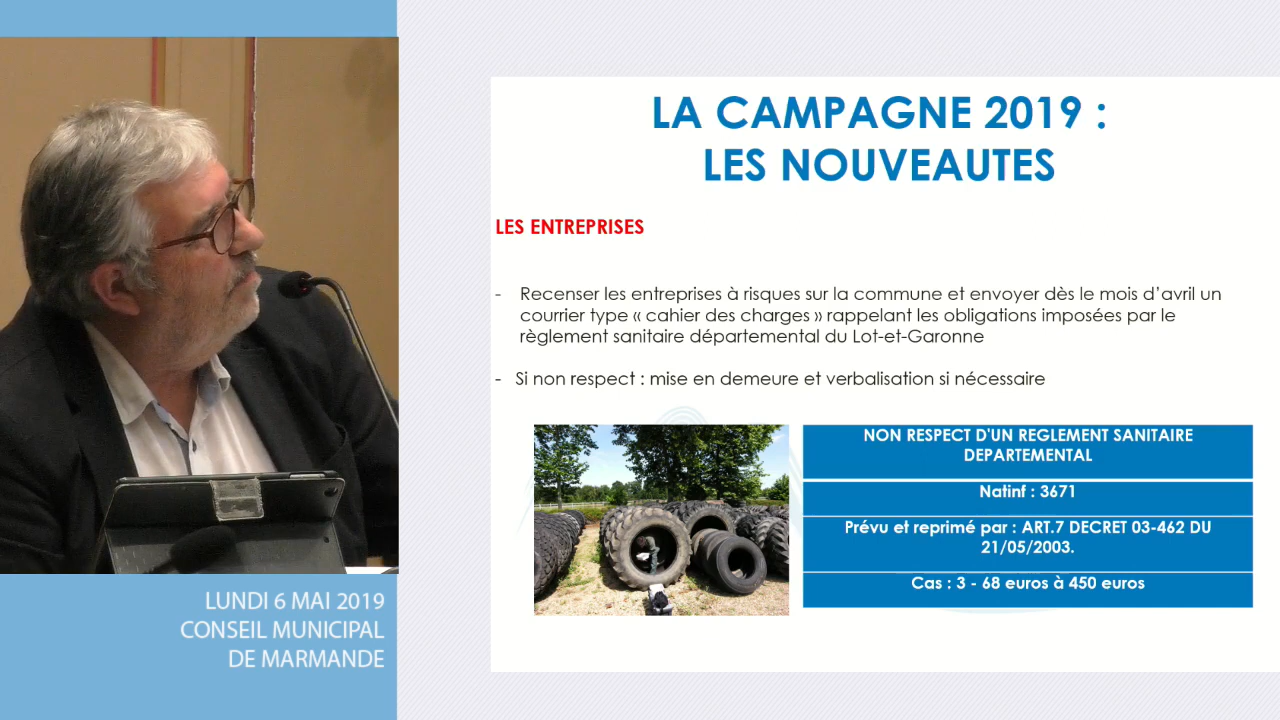 LUNDI 6 MAI 2019
CONSEIL MUNICIPAL
DE MARMANDE
LA CAMPAGNE 2019 :
LES NOUVEAUTES
LES ENTREPRISES
- Recenser les entreprises à risques sur la commune et envoyer dès le mois d'avril un
courrier type « cahier des charges » rappelant les obligations imposées par le
règlement sanitaire départemental du Lot-et-Garonne
- Si non respect : mise en demeure et verbalisation si nécessaire
NON RESPECT D'UN REGLEMENT SANITAIRE
DEPARTEMENTAL
Natinf : 3671
Prévu et reprimé par : ART.7 DECRET 03-462 DU
21/05/2003.
Cas : 3 - 68 euros à 450 euros